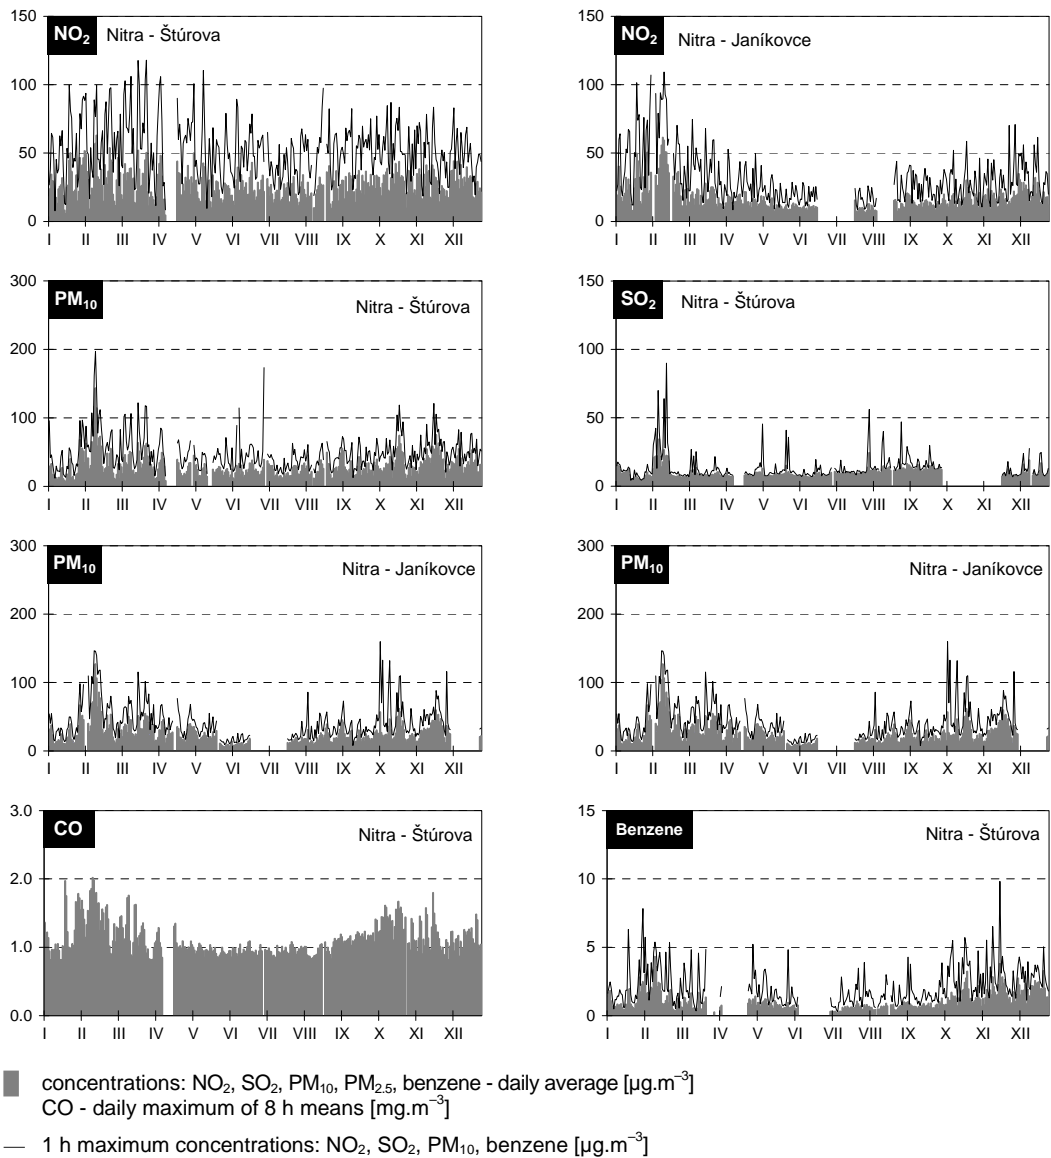 NO₂ Nitra - Štúrova
150
100
50
0
I II III IV V VI VII VIII IX X XI XII
NO₂ Nitra - Janíkovce
150
100
50
0
I II III IV V VI VII VIII IX X XI XII
PM₁₀ Nitra - Štúrova
300
200
100
0
I II III IV V VI VII VIII IX X XI XII
SO₂ Nitra - Štúrova
150
100
50
0
I II III IV V VI VII VIII IX X XI XII
PM₁₀ Nitra - Janíkovce
300
200
100
0
I II III IV V VI VII VIII IX X XI XII
PM₁₀ Nitra - Janíkovce
300
200
100
0
I II III IV V VI VII VIII IX X XI XII
CO Nitra - Štúrova
3.0
2.0
1.0
0.0
I II III IV V VI VII VIII IX X XI XII
Benzene Nitra - Štúrova
15
10
5
0
I II III IV V VI VII VIII IX X XI XII
concentrations: NO₂, SO₂, PM₁₀, PM₂.₅, benzene - daily average [µg.m⁻³]
CO - daily maximum of 8 h means [mg.m⁻³]
1 h maximum concentrations: NO₂, SO₂, PM₁₀, benzene [µg.m⁻³]